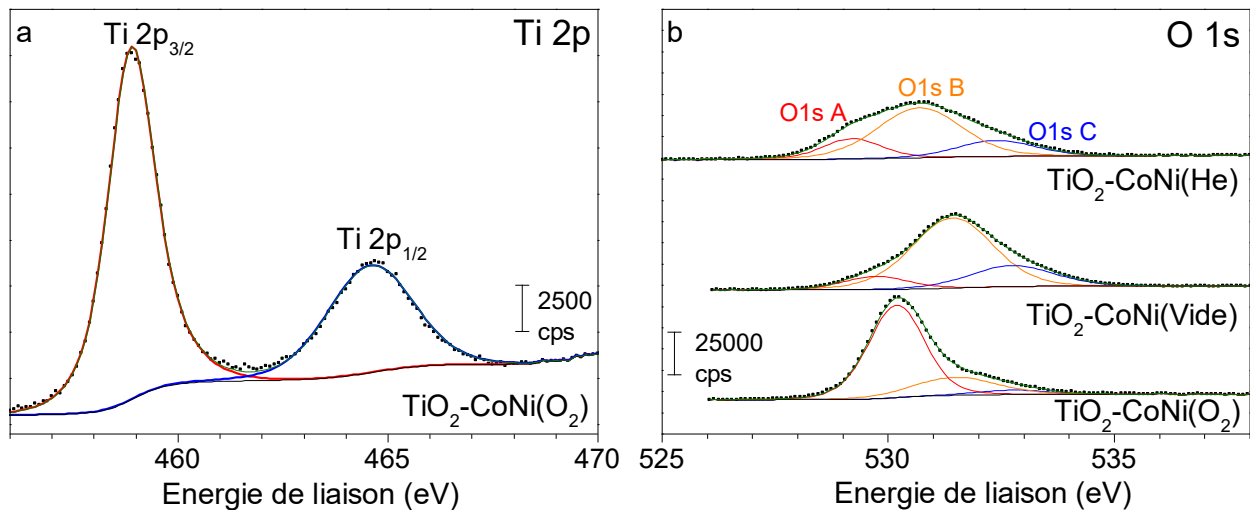 a
Ti 2p
Ti 2p3/2
Ti 2p1/2
2500
cps
TiO2-CoNi(O2)
460
465
470
Energie de liaison (eV)
b
O 1s
O1s A
O1s B
O1s C
TiO2-CoNi(He)
TiO2-CoNi(Vide)
25000
cps
TiO2-CoNi(O2)
525
530
535
Energie de liaison (eV)